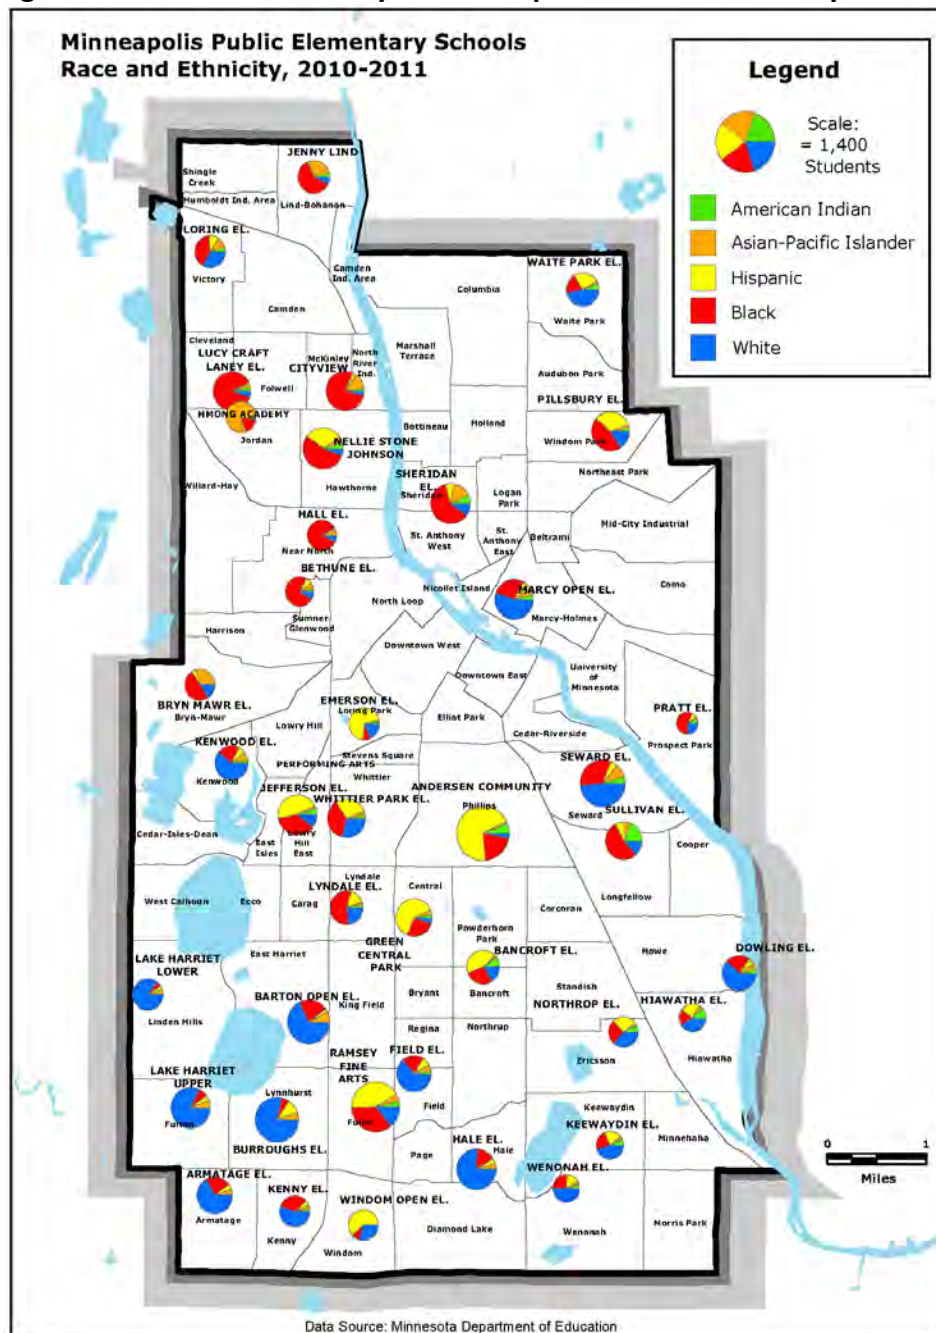 Minneapolis Public Elementary Schools
Race and Ethnicity, 2010-2011
Legend
Scale:
= 1,400
Students
American Indian
Asian-Pacific Islander
Hispanic
Black
White
JENNY LIND
Shingle
Creek
Humboldt Ind. Area
Lind-Bohanon
LORING EL.
Victory
Camden
Ind. Area
Columbia
WAITE PARK EL.
Waite Park
Camden
Cleveland
LUCY CRAFT
LANEY EL.
Folwell
McKinley
CITYVIEW
North
River
Ind.
Marshall
Terrace
Audubon Park
PILLSBURY EL.
HMONG ACADEMY
Jordan
NELLIE STONE
JOHNSON
Bottineau
Holland
Windom Park
Northeast Park
Willard-Hay
Hawthorne
SHERIDAN
EL.
Sheridan
Logan
Park
HALL EL.
Near North
St. Anthony
West
St.
Anthony
East
Beltrami
Mid-City Industrial
BETHUNE EL.
Sumner
Glenwood
North Loop
Nicollet Island
MARCY OPEN EL.
Marcy-Holmes
Como
Harrison
Downtown West
Downtown East
University
of
Minnesota
BRYN MAWR EL.
Bryn-Mawr
Lowry Hill
EMERSON EL.
Loring Park
Elliot Park
Cedar-Riverside
PRATT EL.
Prospect Park
KENWOOD EL.
Kenwood
Stevens Square
PERFORMING ARTS
Whittier
JEFFERSON EL.
WHITTIER PARK EL.
ANDERSEN COMMUNITY
Phillips
SEWARD EL.
Seward
SULLIVAN EL.
Cedar-Isles-Dean
East
Isles
Lowry
Hill
East
Cooper
Lyndale
LYNDALE EL.
Central
Longfellow
West Calhoun
Ecco
Carag
Powderhorn
Park
Corcoran
GREEN
CENTRAL
PARK
BANCROFT EL.
Bancroft
Howe
DOWLING EL.
LAKE HARRIET
LOWER
Linden Hills
East Harriet
BARTON OPEN EL.
King Field
Bryant
Standish
NORTHROP EL.
HIAWATHA EL.
Hiawatha
Regina
Northrup
Ericsson
RAMSEY
FINE
ARTS
FIELD EL.
Field
LAKE HARRIET
UPPER
Fulton
Lynnhurst
BURROUGHS EL.
Fuller
Keewaydin
KEEWAYDIN EL.
Minnehaha
Page
HALE EL.
Hale
WENONAH EL.
Wenonah
Morris Park
ARMATAGE EL.
Armatage
KENNY EL.
Kenny
WINDOM OPEN EL.
Windom
Diamond Lake
0 1
Miles
Data Source: Minnesota Department of Education